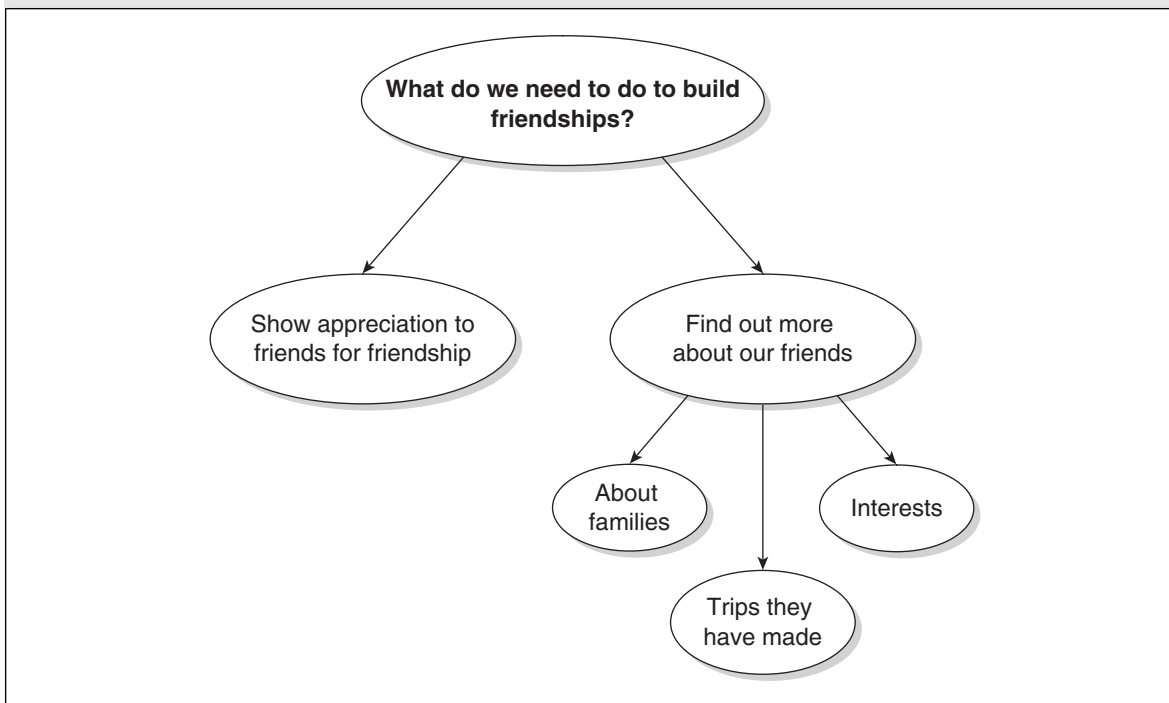 What do we need to do to build
friendships?
Show appreciation to
friends for friendship
Find out more
about our friends
About
families
Interests
Trips they
have made